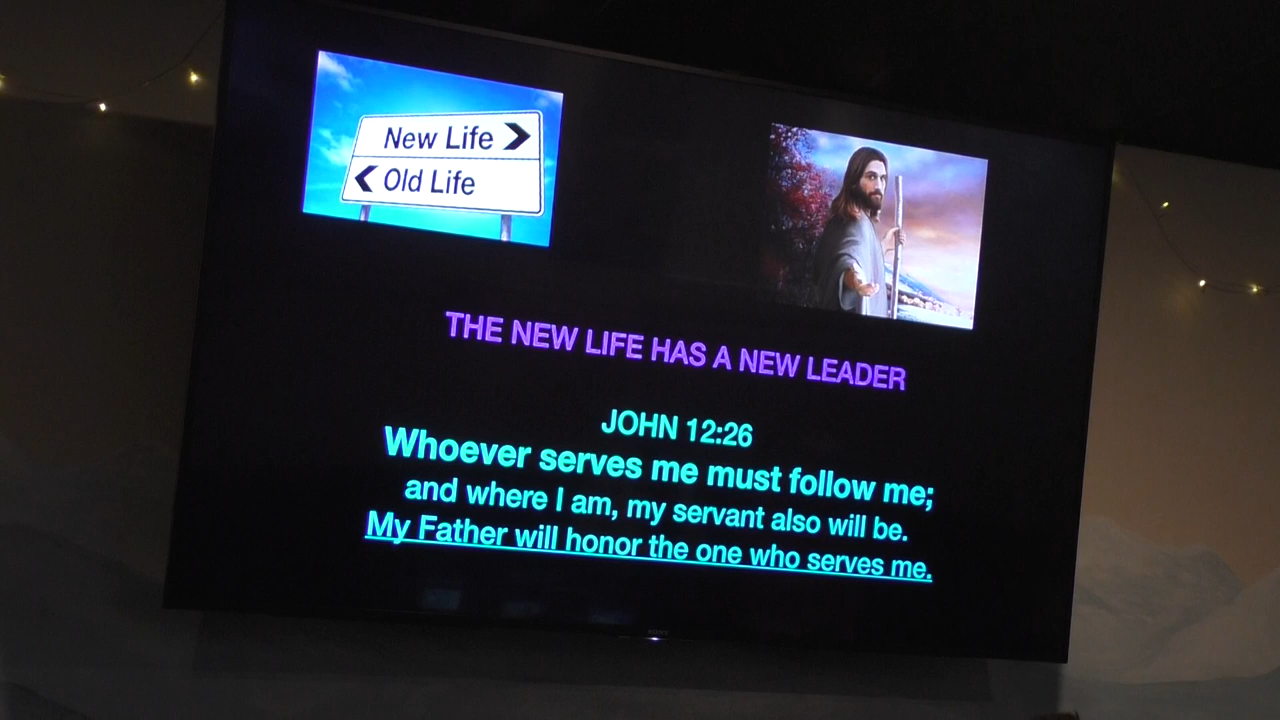 New Life
Old Life
THE NEW LIFE HAS A NEW LEADER
JOHN 12:26
Whoever serves me must follow me;
and where I am, my servant also will be.
My Father will honor the one who serves me.
SONY